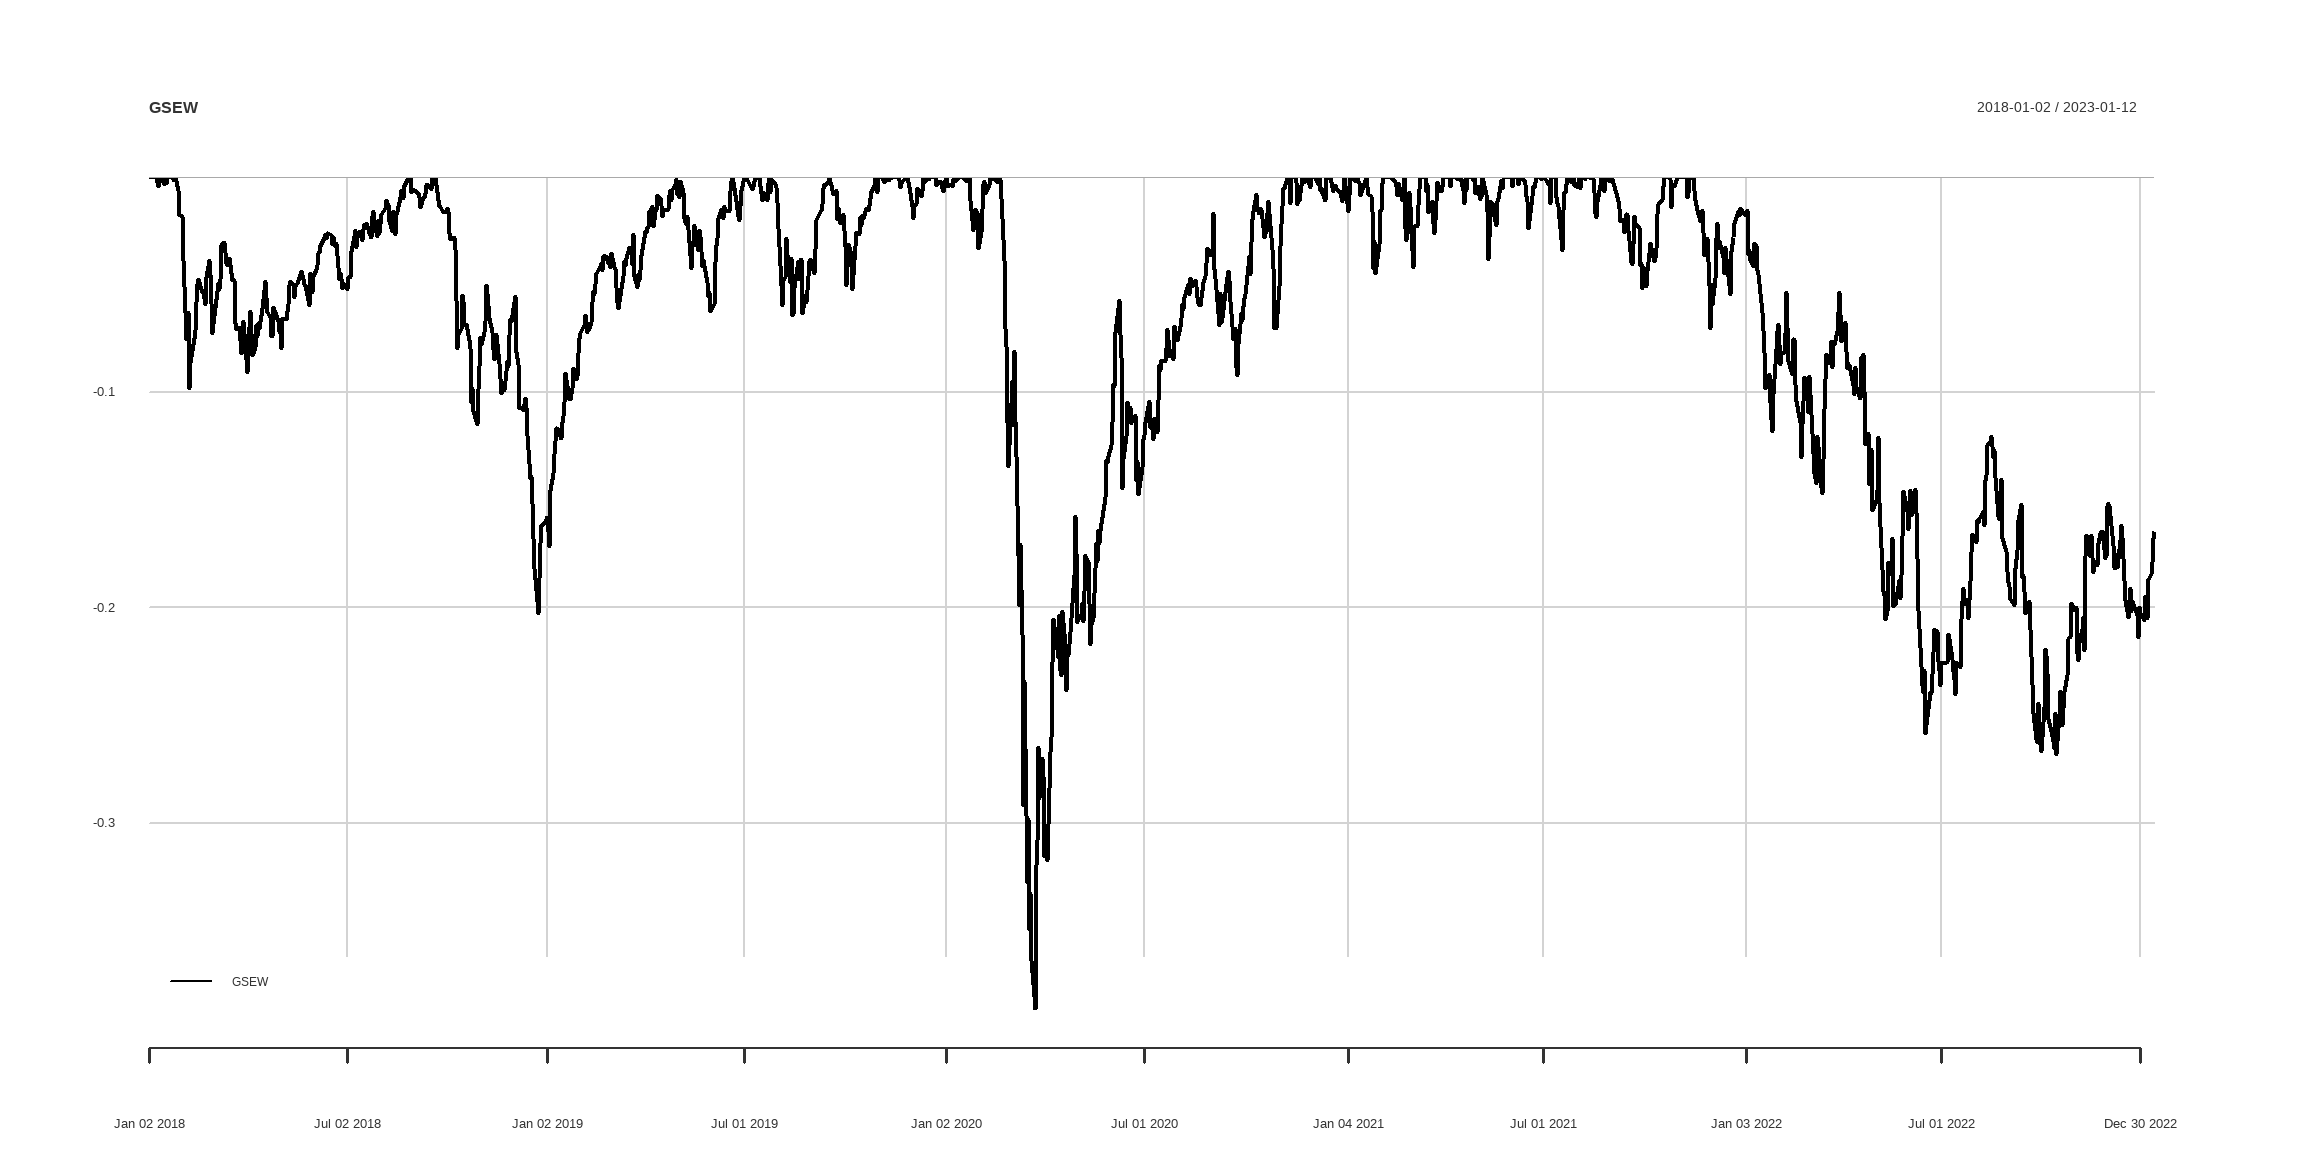 GSEW
2018-01-02 / 2023-01-12
-0.1
-0.2
-0.3
GSEW
Jan 02 2018
Jul 02 2018
Jan 02 2019
Jul 01 2019
Jan 02 2020
Jul 01 2020
Jan 04 2021
Jul 01 2021
Jan 03 2022
Jul 01 2022
Dec 30 2022